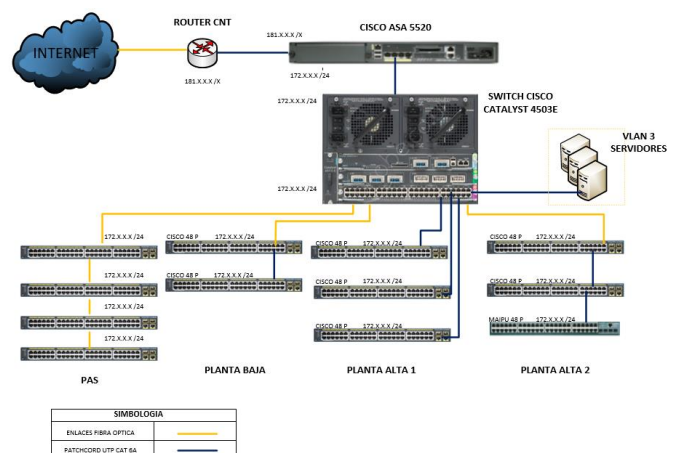 ROUTER CNT
CISCO ASA 5520
181.X.X.X /X
INTERNET
181.X.X.X /X
172.X.X.X /24
172.X.X.X /24
SWITCH CISCO
CATALYST 4503E
VLAN 3
SERVIDORES
172.X.X.X /24
172.X.X.X /24
CISCO 48 P 172.X.X.X /24
CISCO 48 P 172.X.X.X /24
CISCO 48 P 172.X.X.X /24
172.X.X.X /24
CISCO 48 P 172.X.X.X /24
CISCO 48 P 172.X.X.X /24
CISCO 48 P 172.X.X.X /24
172.X.X.X /24
CISCO 48 P 172.X.X.X /24
MAIPU 48 P 172.X.X.X /24
172.X.X.X /24
PAS
PLANTA BAJA
PLANTA ALTA 1
PLANTA ALTA 2
SIMBOLOGIA
ENLACES FIBRA OPTICA
PATCHCORD UTP CAT 6A